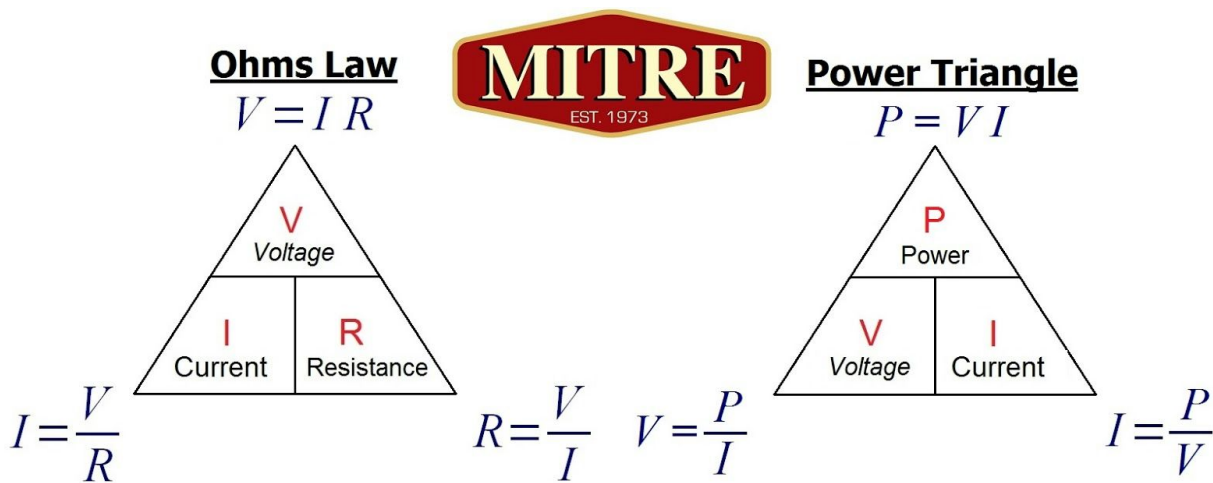 Ohms Law
V = I R
MITRE
EST. 1973
Power Triangle
P = V I
V
Voltage
I
Current
R
Resistance
I = V/R
R = V/I
P
Power
V
Voltage
I
Current
V = P/I
I = P/V